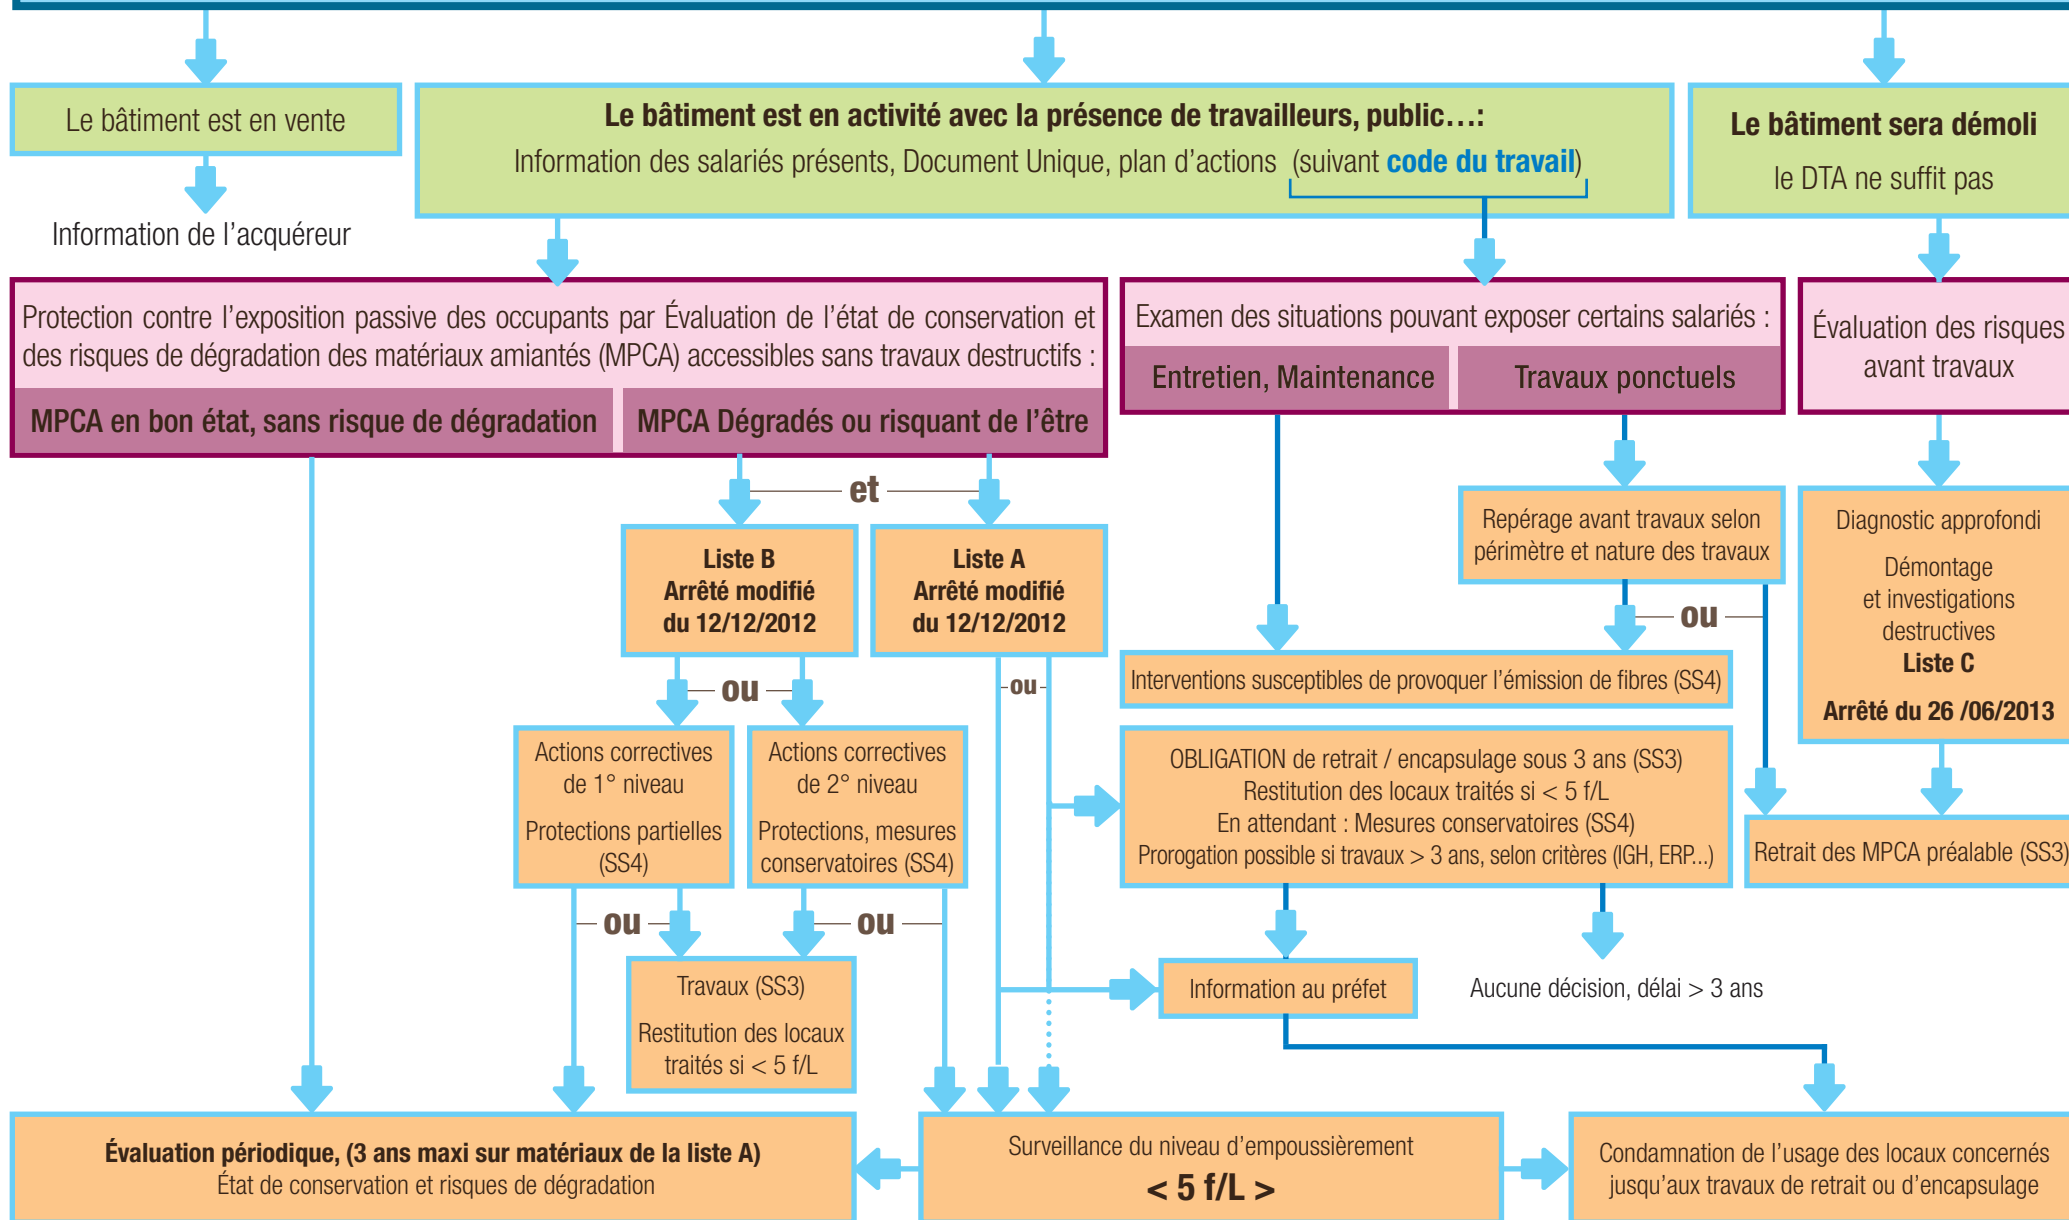 Le bâtiment est en vente
Information de l'acquéreur
Le bâtiment est en activité avec la présence de travailleurs, public…:
Information des salariés présents, Document Unique, plan d'actions (suivant code du travail)
Le bâtiment sera démoli
le DTA ne suffit pas
Protection contre l'exposition passive des occupants par Évaluation de l'état de conservation et
des risques de dégradation des matériaux amiantés (MPCA) accessibles sans travaux destructifs :
MPCA en bon état, sans risque de dégradation
MPCA Dégradés ou risquant de l'être
Examen des situations pouvant exposer certains salariés :
Entretien, Maintenance
Travaux ponctuels
Évaluation des risques
avant travaux
et
Liste B
Arrêté modifié
du 12/12/2012
Liste A
Arrêté modifié
du 12/12/2012
Repérage avant travaux selon
périmètre et nature des travaux
Diagnostic approfondi
Démontage
et investigations
destructives
Liste C
Arrêté du 26 /06/2013
ou
ou
ou
Interventions susceptibles de provoquer l'émission de fibres (SS4)
Actions correctives
de 1° niveau
Protections partielles
(SS4)
Actions correctives
de 2° niveau
Protections, mesures
conservatoires (SS4)
OBLIGATION de retrait / encapsulage sous 3 ans (SS3)
Restitution des locaux traités si < 5 f/L
En attendant : Mesures conservatoires (SS4)
Prorogation possible si travaux > 3 ans, selon critères (IGH, ERP...)
Retrait des MPCA préalable (SS3)
ou
ou
Travaux (SS3)
Restitution des locaux
traités si < 5 f/L
Information au préfet
Aucune décision, délai > 3 ans
Évaluation périodique, (3 ans maxi sur matériaux de la liste A)
État de conservation et risques de dégradation
Surveillance du niveau d'empoussièrement
< 5 f/L >
Condamnation de l'usage des locaux concernés
jusqu'aux travaux de retrait ou d'encapsulage